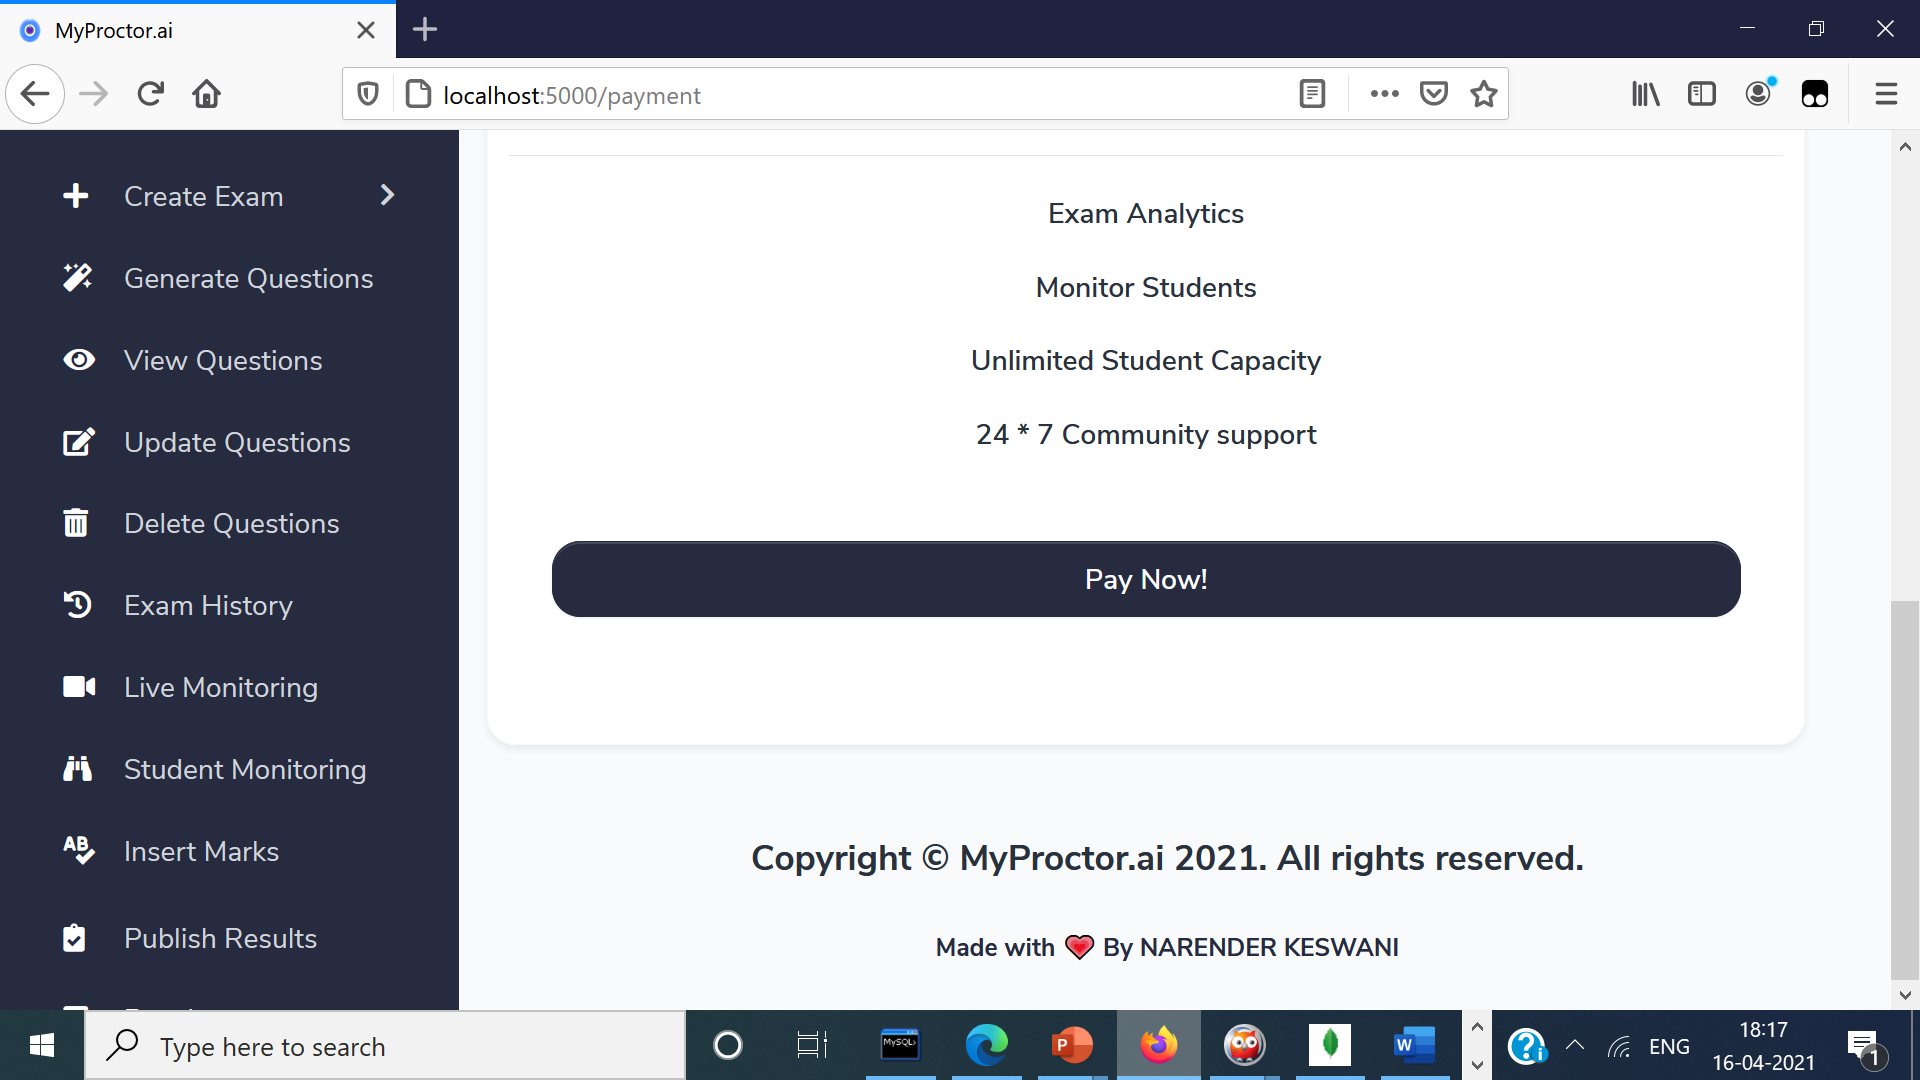 MyProctor.ai
localhost:5000/payment
Create Exam
Generate Questions
View Questions
Update Questions
Delete Questions
Exam History
Live Monitoring
Student Monitoring
Insert Marks
Publish Results
Exam Analytics
Monitor Students
Unlimited Student Capacity
24 * 7 Community support
Pay Now!
Copyright © MyProctor.ai 2021. All rights reserved.
Made with ❤ By NARENDER KESWANI
Type here to search
MySQL>
P
W
ENG
18:17
16-04-2021
1